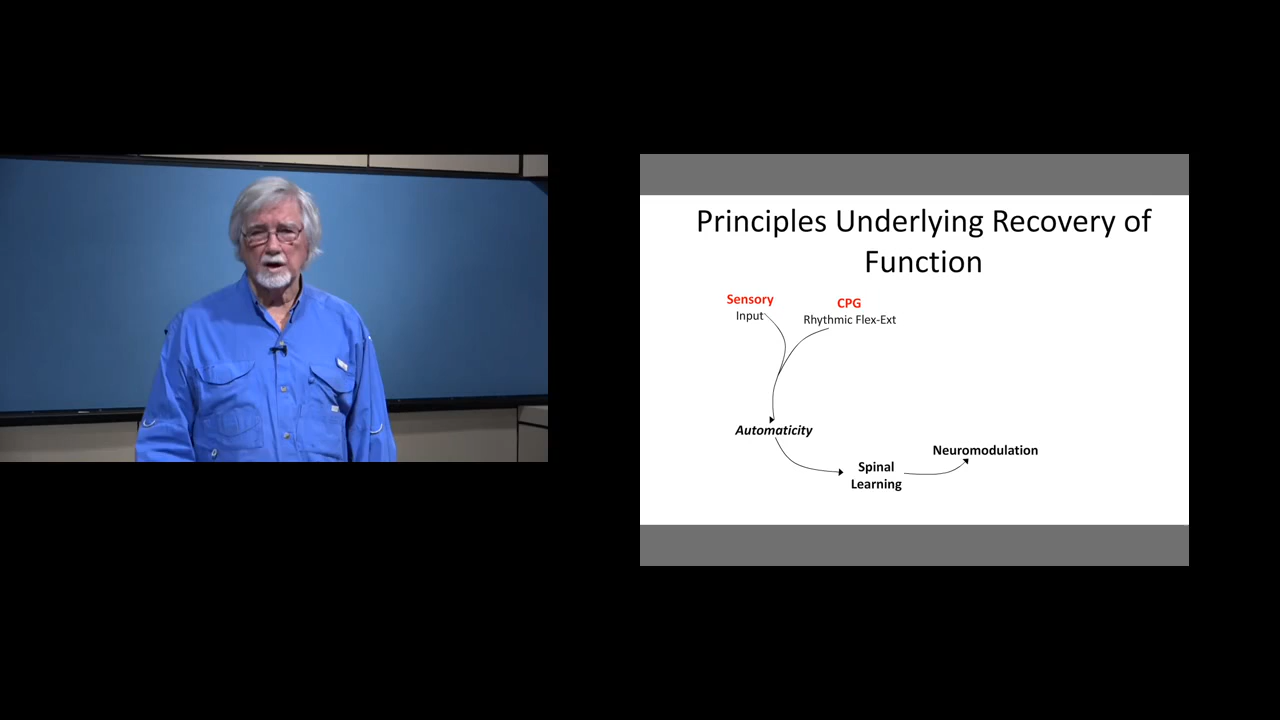 Principles Underlying Recovery of
Function
Sensory
Input
CPG
Rhythmic Flex-Ext
Automaticity
Spinal
Learning
Neuromodulation